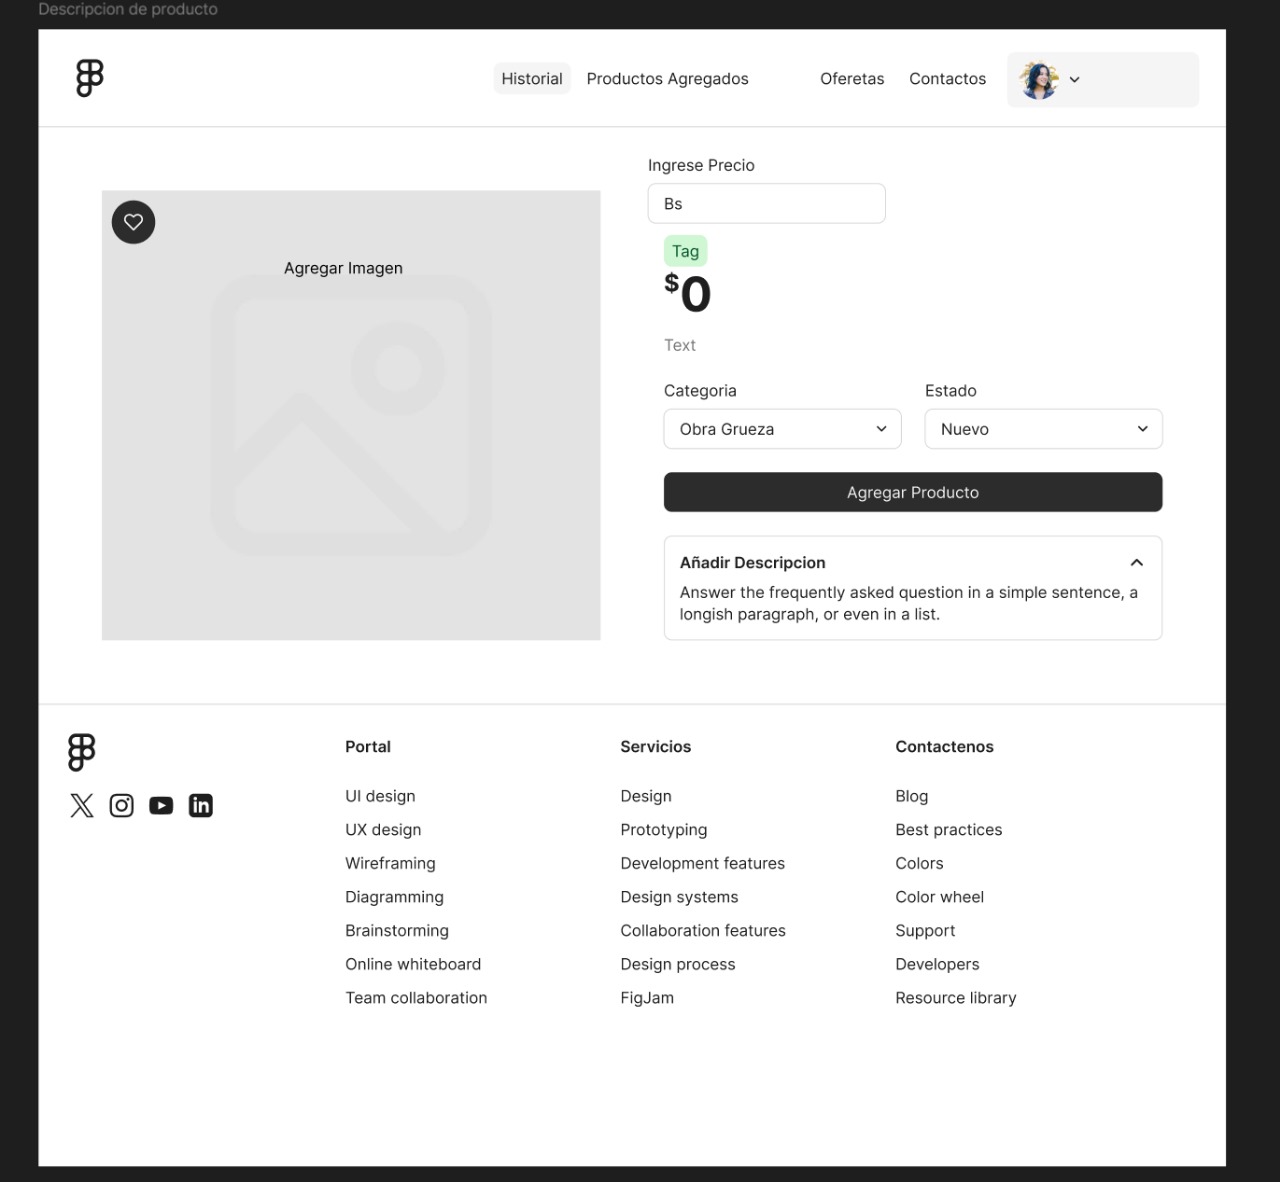 Descripcion de producto
Historial
Productos Agregados
Oferetas
Contactos
Ingrese Precio
Bs
Agregar Imagen
Tag
$0
Text
Categoria
Estado
Obra Grueza
Nuevo
Agregar Producto
Añadir Descripcion
Answer the frequently asked question in a simple sentence, a
longish paragraph, or even in a list.
Portal
UI design
UX design
Wireframing
Diagramming
Brainstorming
Online whiteboard
Team collaboration
Servicios
Design
Prototyping
Development features
Design systems
Collaboration features
Design process
FigJam
Contactenos
Blog
Best practices
Colors
Color wheel
Support
Developers
Resource library